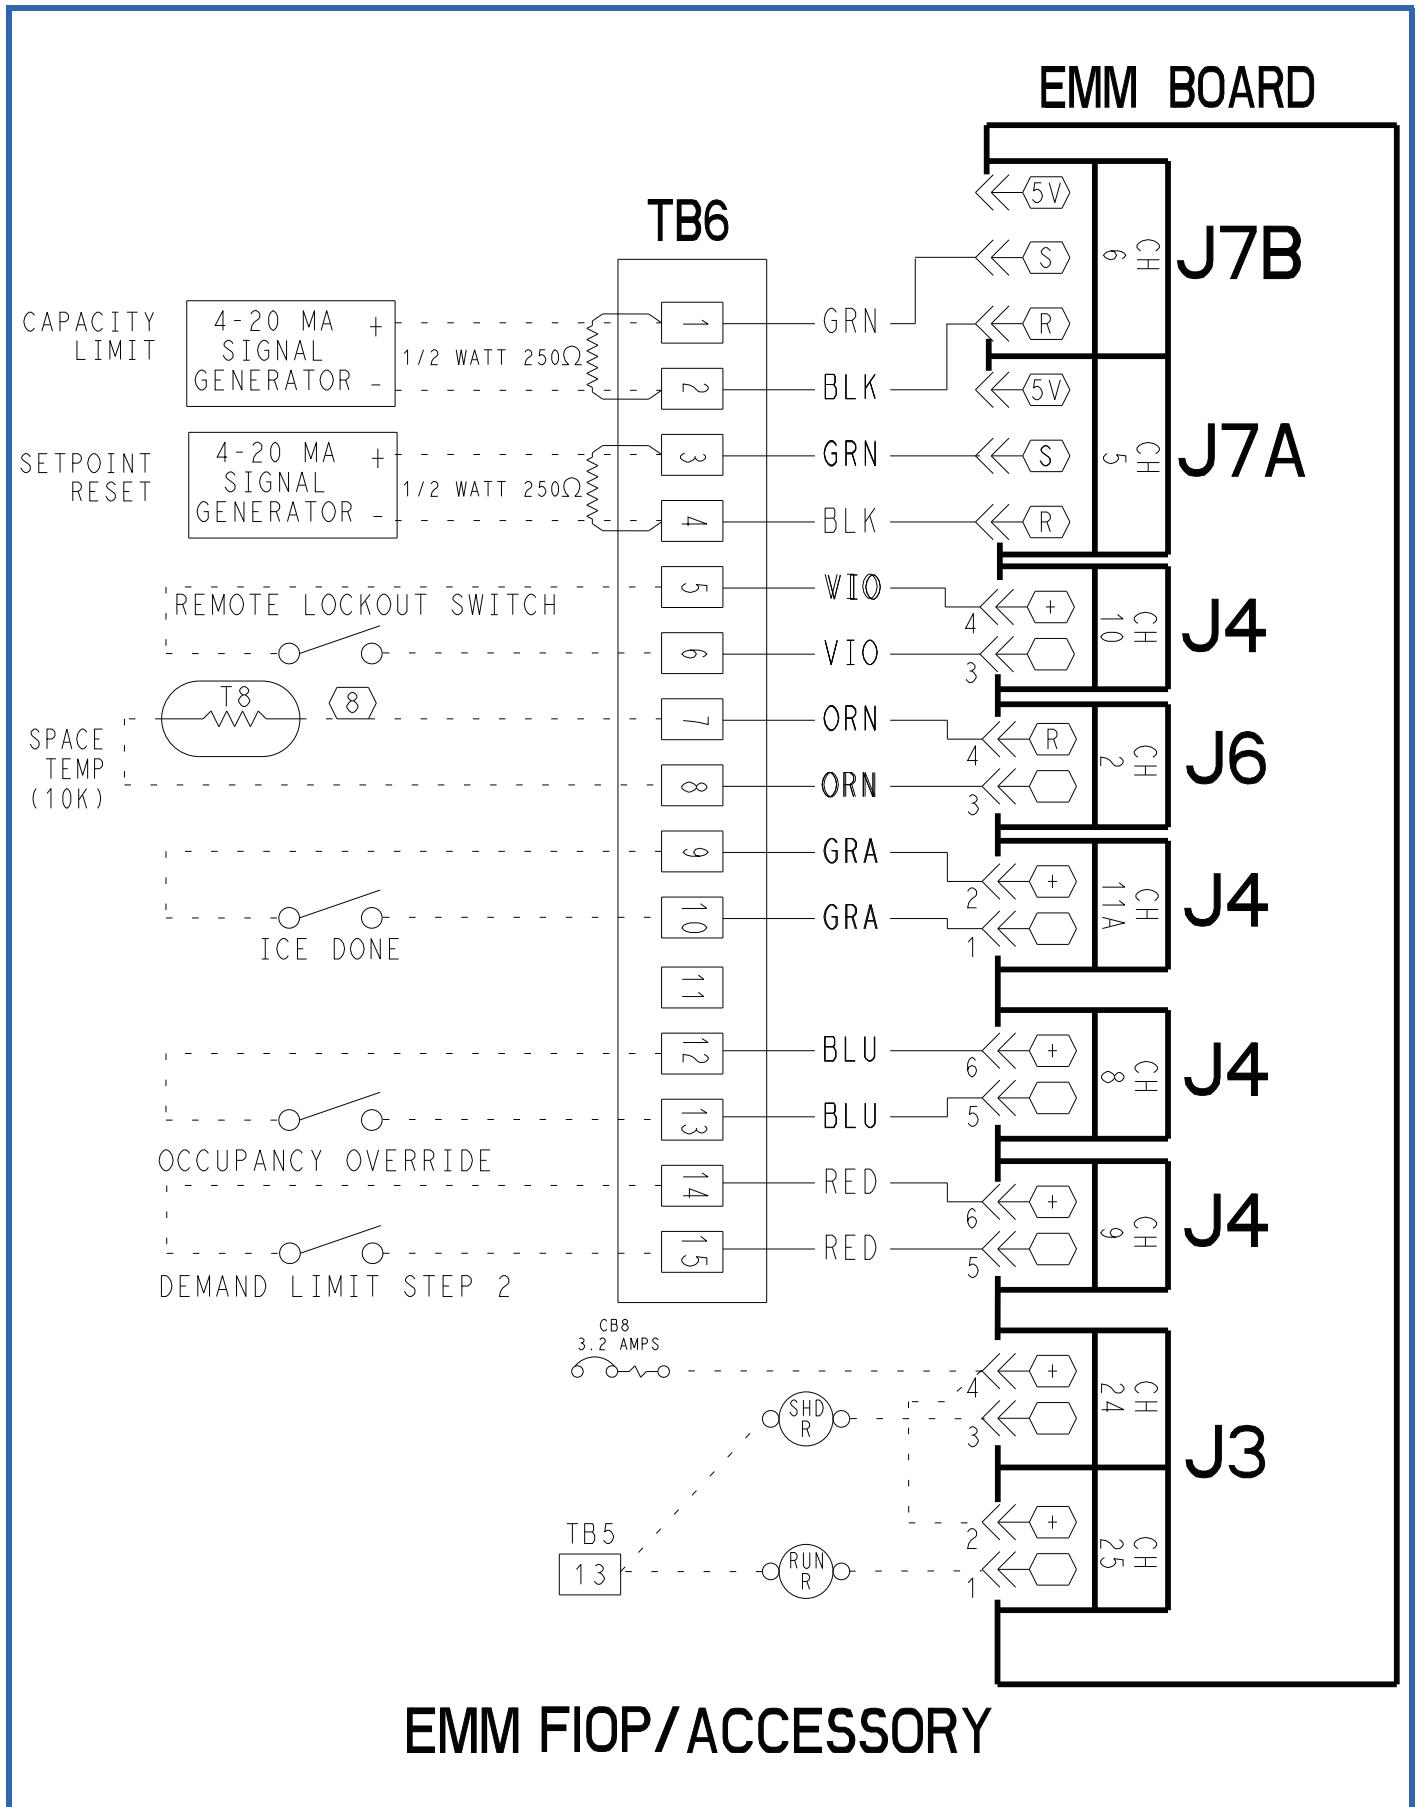 EMM BOARD
TB6
CAPACITY
LIMIT
4-20 MA
SIGNAL
GENERATOR
+
-
1/2 WATT 250Ω
1
GRN
2
BLK
5V
S
R
CH
6
J7B
SETPOINT
RESET
4-20 MA
SIGNAL
GENERATOR
+
-
1/2 WATT 250Ω
3
GRN
4
BLK
5V
S
R
CH
5
J7A
REMOTE LOCKOUT SWITCH
5
VIO
6
VIO
4
+
3
CH
10
J4
SPACE
TEMP
(10K)
T8
8
7
ORN
8
ORN
4
R
3
CH
2
J6
ICE DONE
9
GRA
10
GRA
2
+
1
CH
11A
J4
11
OCCUPANCY OVERRIDE
12
BLU
13
BLU
6
+
5
CH
8
J4
DEMAND LIMIT STEP 2
14
RED
15
RED
6
+
5
CH
9
J4
CB8
3.2 AMPS
SHD
R
4
+
3
CH
24
J3
TB5
13
RUN
R
2
+
1
CH
25
EMM FIOP/ACCESSORY